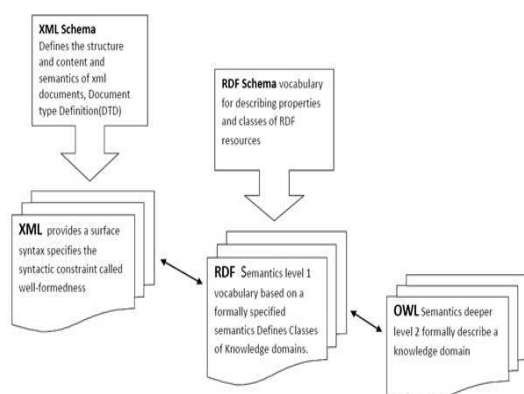 XML Schema
Defines the structure
and content and
semantics of xml
documents, Document
type Definition(DTD)
RDF Schema vocabulary
for describing properties
and classes of RDF
resources
XML provides a surface
syntax specifies the
syntactic constraint called
well-formedness
RDF Semantics level 1
vocabulary based on a
formally specified
semantics Defines Classes
of Knowledge domains.
OWL Semantics deeper
level 2 formally describe a
knowledge domain